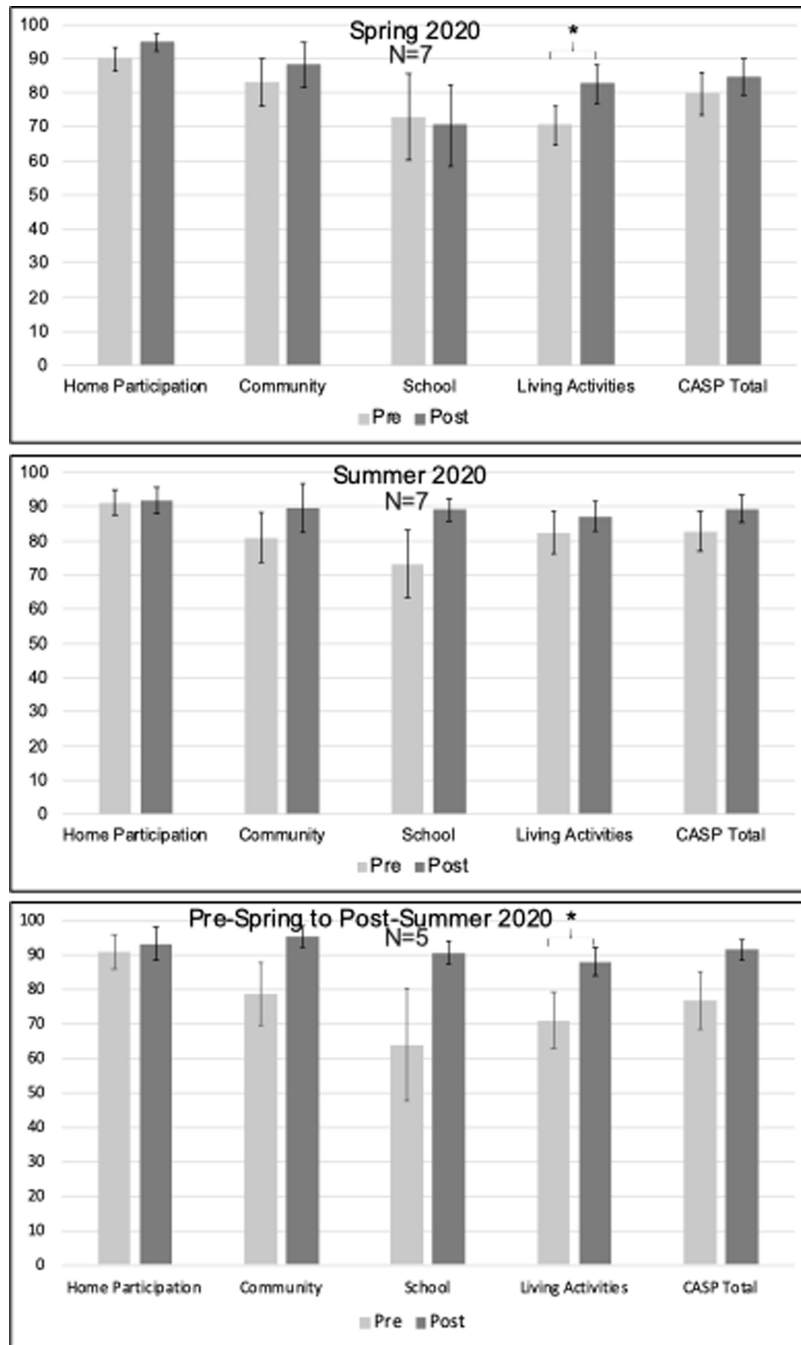 Spring 2020
N=7
*
100
90
80
70
60
50
40
30
20
10
0
Home Participation Community School Living Activities CASP Total
Pre Post
Summer 2020
N=7
100
90
80
70
60
50
40
30
20
10
0
Home Participation Community School Living Activities CASP Total
Pre Post
Pre-Spring to Post-Summer 2020 *
N=5
100
90
80
70
60
50
40
30
20
10
0
Home Participation Community School Living Activities CASP Total
Pre Post